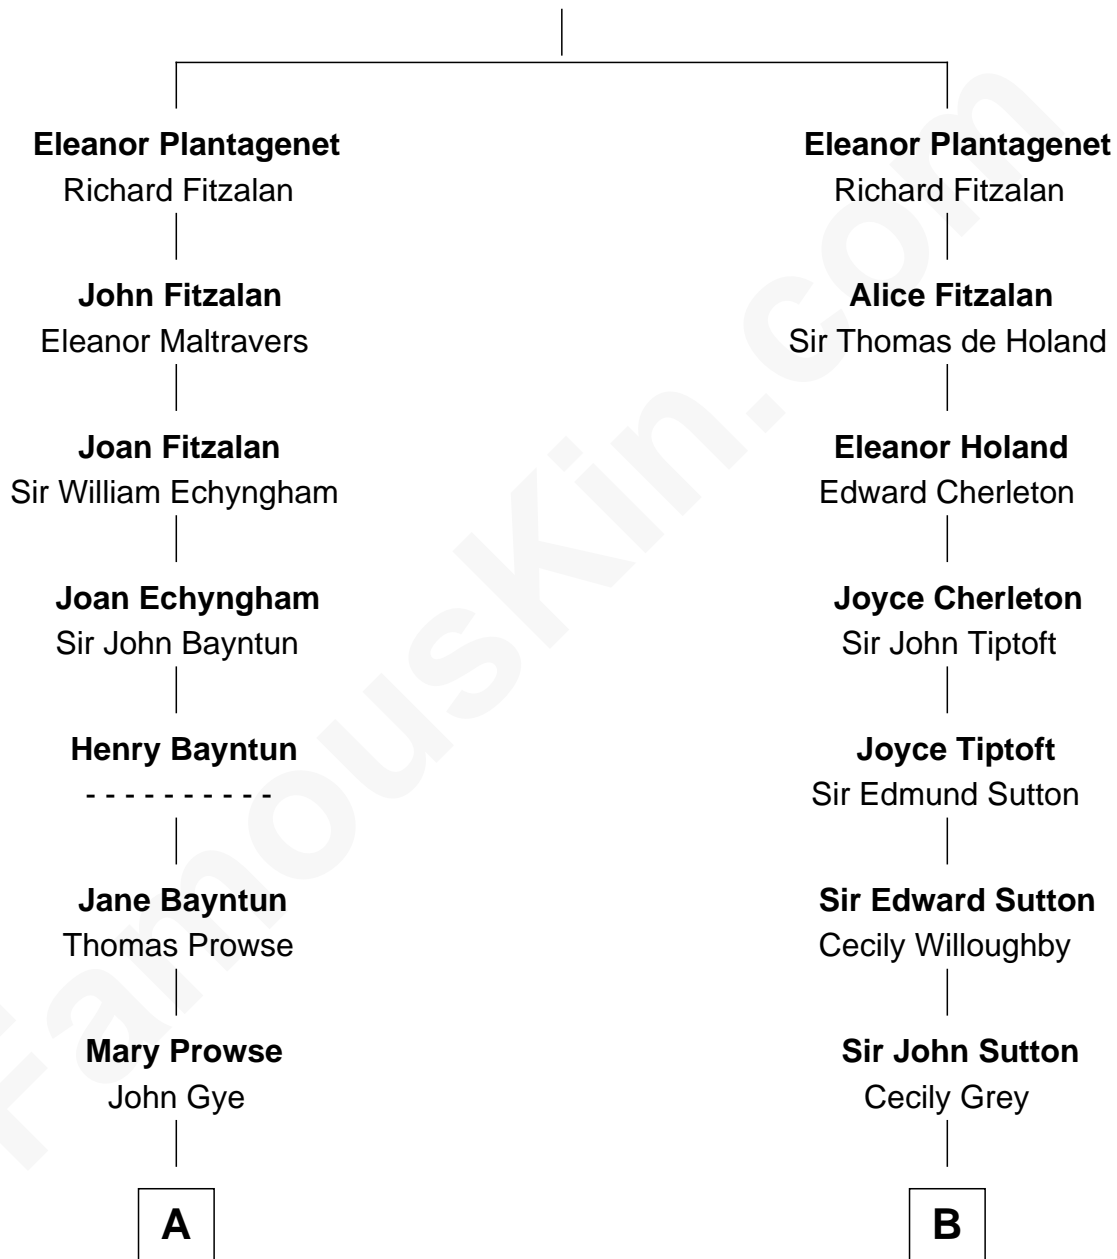 Eleanor Plantagenet
Richard Fitzalan
John Fitzalan
Eleanor Maltravers
Joan Fitzalan
Sir William Echyngham
Joan Echyngham
Sir John Bayntun
Henry Bayntun
- - - - - - - - - -
Jane Bayntun
Thomas Prowse
Mary Prowse
John Gye
A
Eleanor Plantagenet
Richard Fitzalan
Alice Fitzalan
Sir Thomas de Holand
Eleanor Holand
Edward Cherleton
Joyce Cherleton
Sir John Tiptoft
Joyce Tiptoft
Sir Edmund Sutton
Sir Edward Sutton
Cecily Willoughby
Sir John Sutton
Cecily Grey
B
FamousKin.com